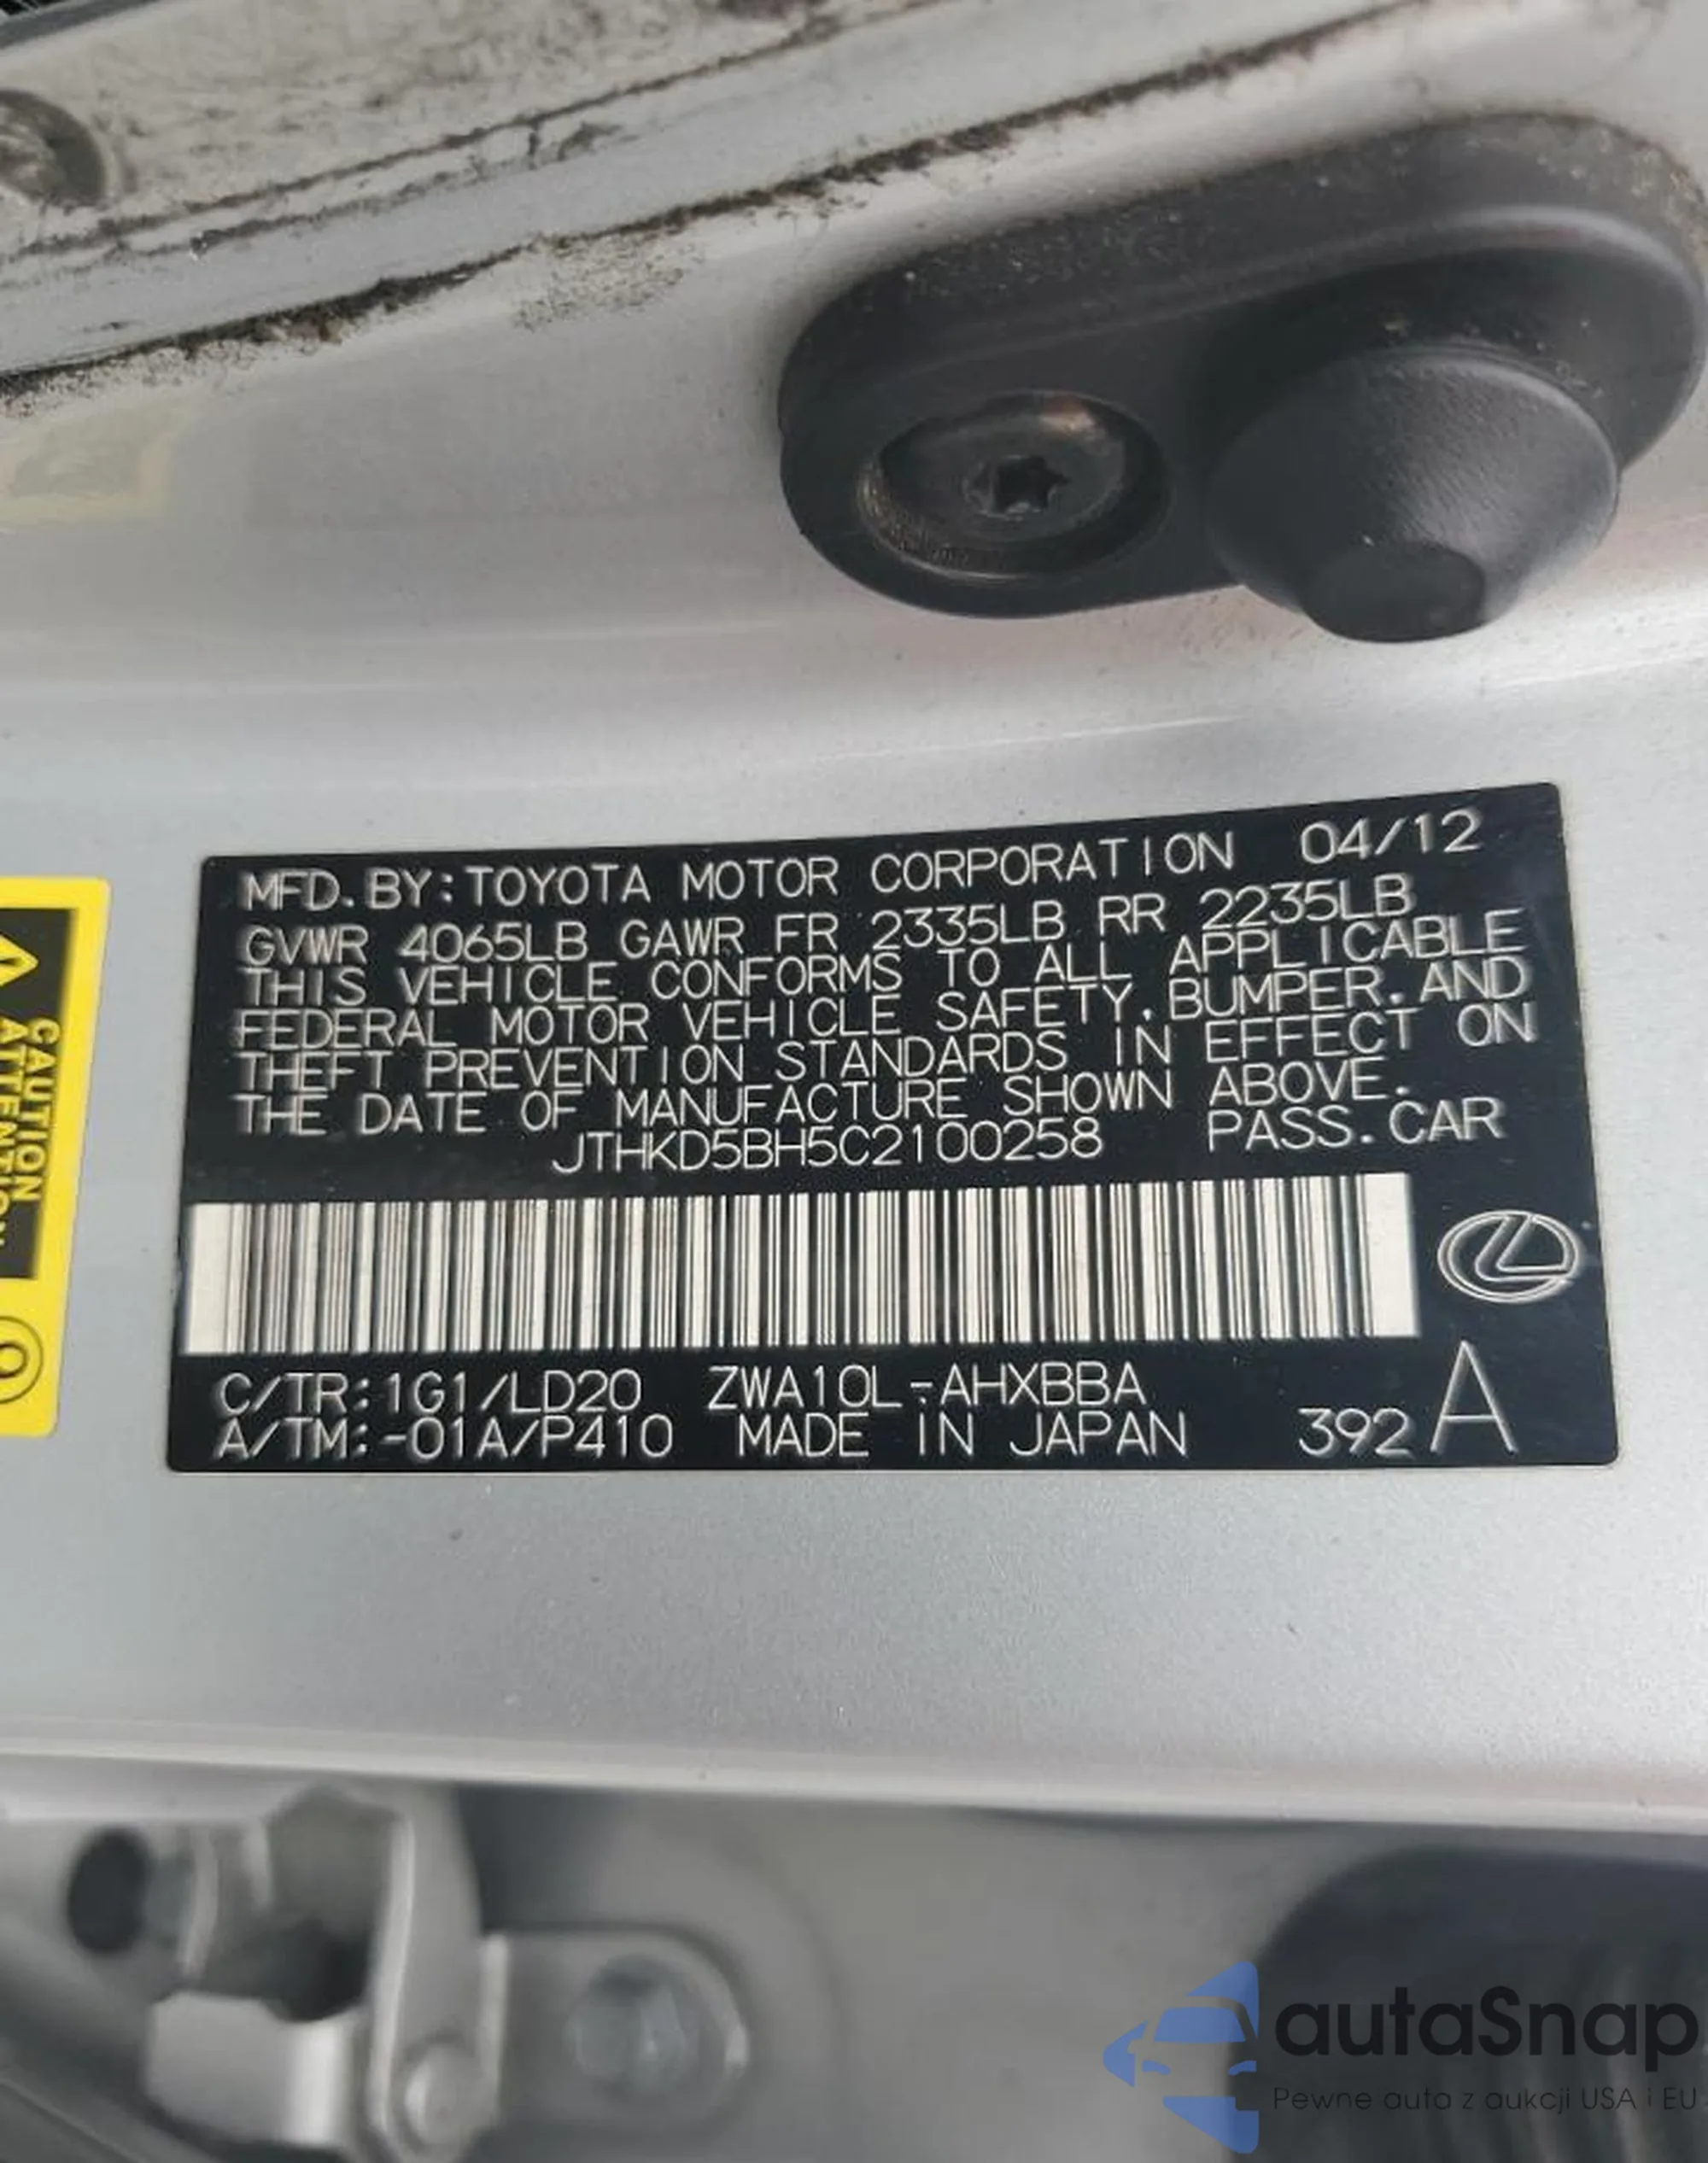 MFD. BY: TOYOTA MOTOR CORPORATION 04/12
GVWR 4065LB GAWR FR 2335LB RR 2235LB
THIS VEHICLE CONFORMS TO ALL APPLICABLE
FEDERAL MOTOR VEHICLE SAFETY, BUMPER, AND
THEFT PREVENTION STANDARDS IN EFFECT ON
THE DATE OF MANUFACTURE SHOWN ABOVE.
JTHKD5BH5C2100258 PASS. CAR
C/TR:1G1/LD20 ZWA10L-AHXBBA
A/TM:-01A/P410 MADE IN JAPAN 392 A
CAUTION
ATTENTION
autaSnap
Pewne auta z aukcji USA i EU